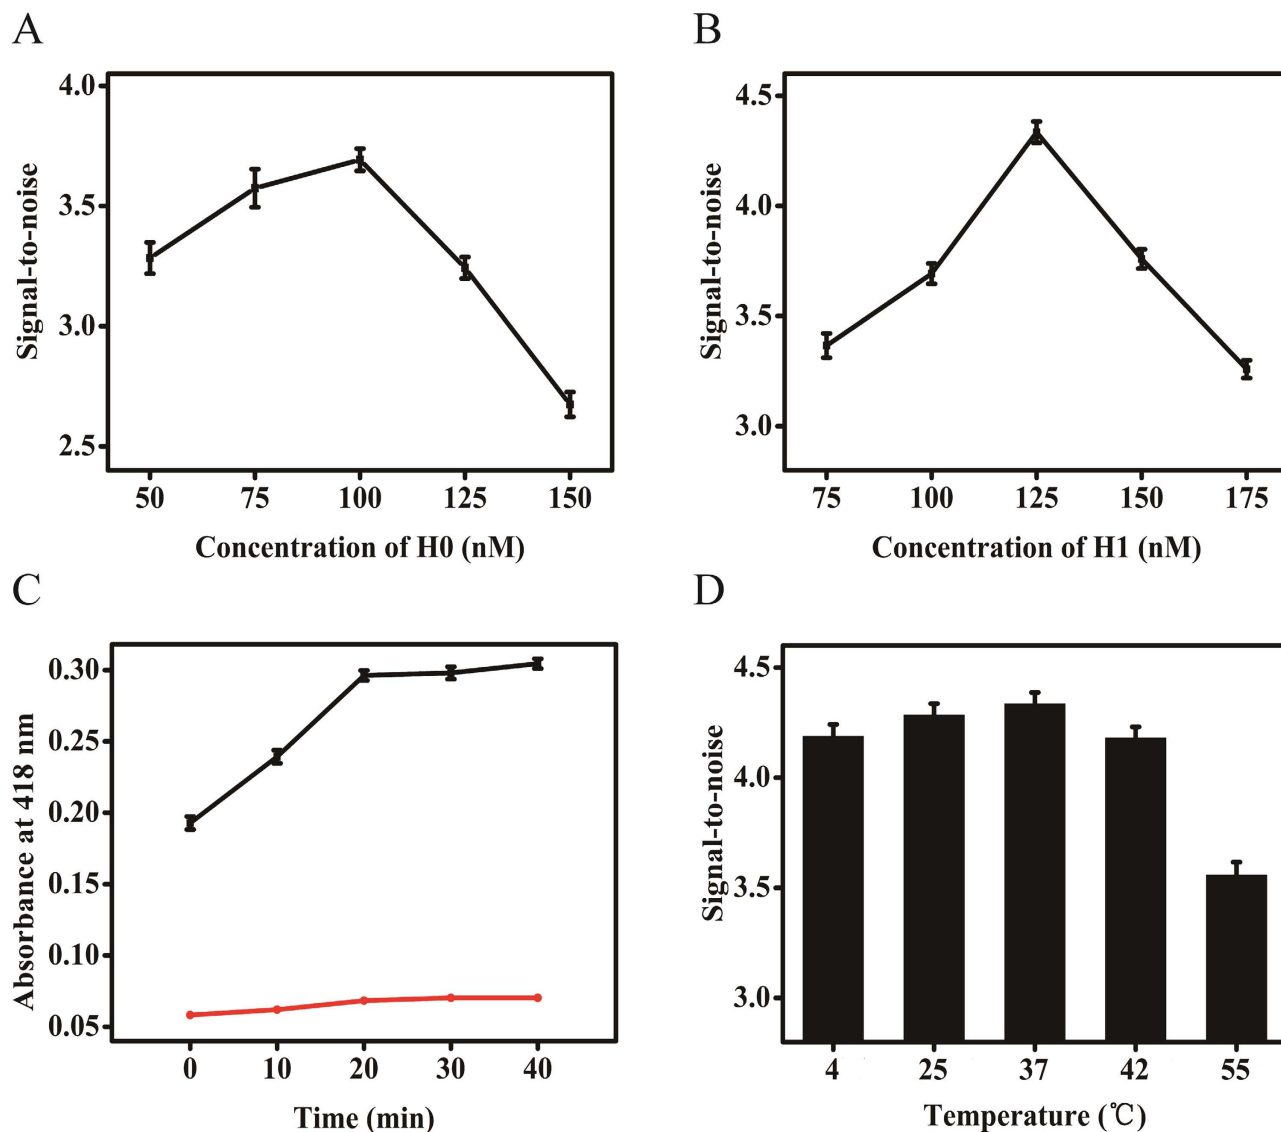 A
B
4.0
3.5
3.0
2.5
Signal-to-noise
50 75 100 125 150
Concentration of H0 (nM)
4.5
4.0
3.5
3.0
Signal-to-noise
75 100 125 150 175
Concentration of H1 (nM)
C
D
0.30
0.25
0.20
0.15
0.10
0.05
Absorbance at 418 nm
0 10 20 30 40
Time (min)
4.5
4.0
3.5
3.0
Signal-to-noise
4 25 37 42 55
Temperature (℃)